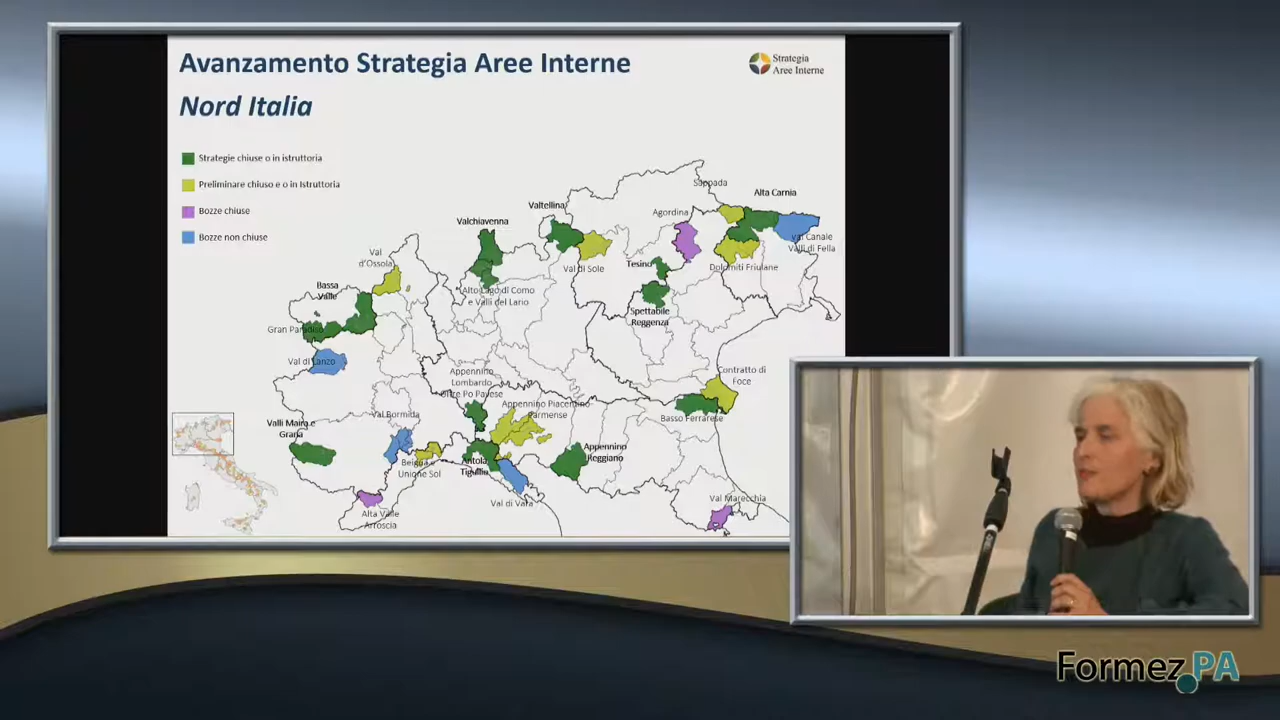 Avanzamento Strategia Aree Interne
Nord Italia
Strategia
Aree Interne
Strategie chiuse o in istruttoria
Preliminare chiuso e o in Istruttoria
Bozze chiuse
Bozze non chiuse
Sappada
Alta Carnia
Valtellina
Agordina
Valchiavenna
Val Canale
Valli di Fella
Val
d'Ossola
Val di Sole
Tesino
Dolomiti Friulane
Bassa
Valle
Alto Lago di Como
e Valli del Lario
Spettabile
Reggenza
Gran Paradiso
Val di Lanzo
Contratto di
Foce
Appennino
Lombardo
Oltre Po Pavese
Appennino Piacentino
Parmense
Basso Ferrarese
Val Bormida
Valli Maira e
Grana
Appennino
Reggiano
Beigua e
Unione Sol
Antola
Tigullio
Val di Vara
Val Marecchia
Alta Valle
Arroscia
Formez PA